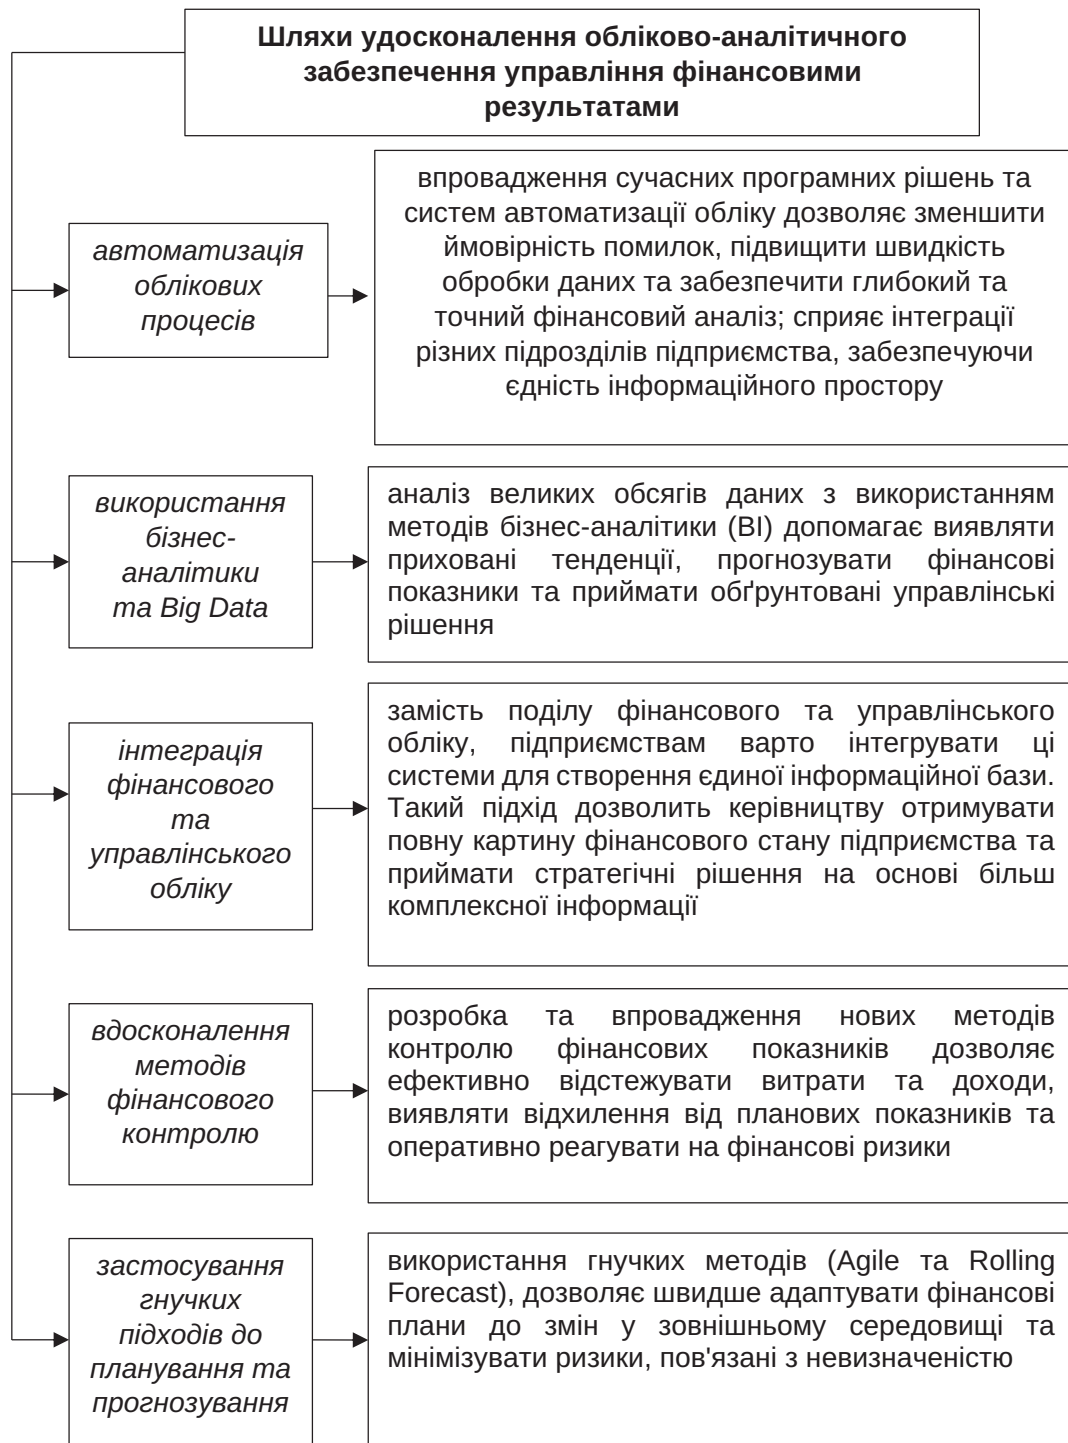 Шляхи удосконалення обліково-аналітичного
забезпечення управління фінансовими
результатами
автоматизація
облікових
процесів
впровадження сучасних програмних рішень та
систем автоматизації обліку дозволяє зменшити
ймовірність помилок, підвищити швидкість
обробки даних та забезпечити глибокий та
точний фінансовий аналіз; сприяє інтеграції
різних підрозділів підприємства, забезпечуючи
єдність інформаційного простору
використання
бізнес-
аналітики
та Big Data
аналіз великих обсягів даних з використанням
методів бізнес-аналітики (BI) допомагає виявляти
приховані тенденції, прогнозувати фінансові
показники та приймати обґрунтовані управлінські
рішення
інтеграція
фінансового
та
управлінського
обліку
замість поділу фінансового та управлінського
обліку, підприємствам варто інтегрувати ці
системи для створення єдиної інформаційної бази.
Такий підхід дозволить керівництву отримувати
повну картину фінансового стану підприємства та
приймати стратегічні рішення на основі більш
комплексної інформації
вдосконалення
методів
фінансового
контролю
розробка та впровадження нових методів
контролю фінансових показників дозволяє
ефективно відстежувати витрати та доходи,
виявляти відхилення від планових показників та
оперативно реагувати на фінансові ризики
застосування
гнучких
підходів до
планування та
прогнозування
використання гнучких методів (Agile та Rolling
Forecast), дозволяє швидше адаптувати фінансові
плани до змін у зовнішньому середовищі та
мінімізувати ризики, пов'язані з невизначеністю